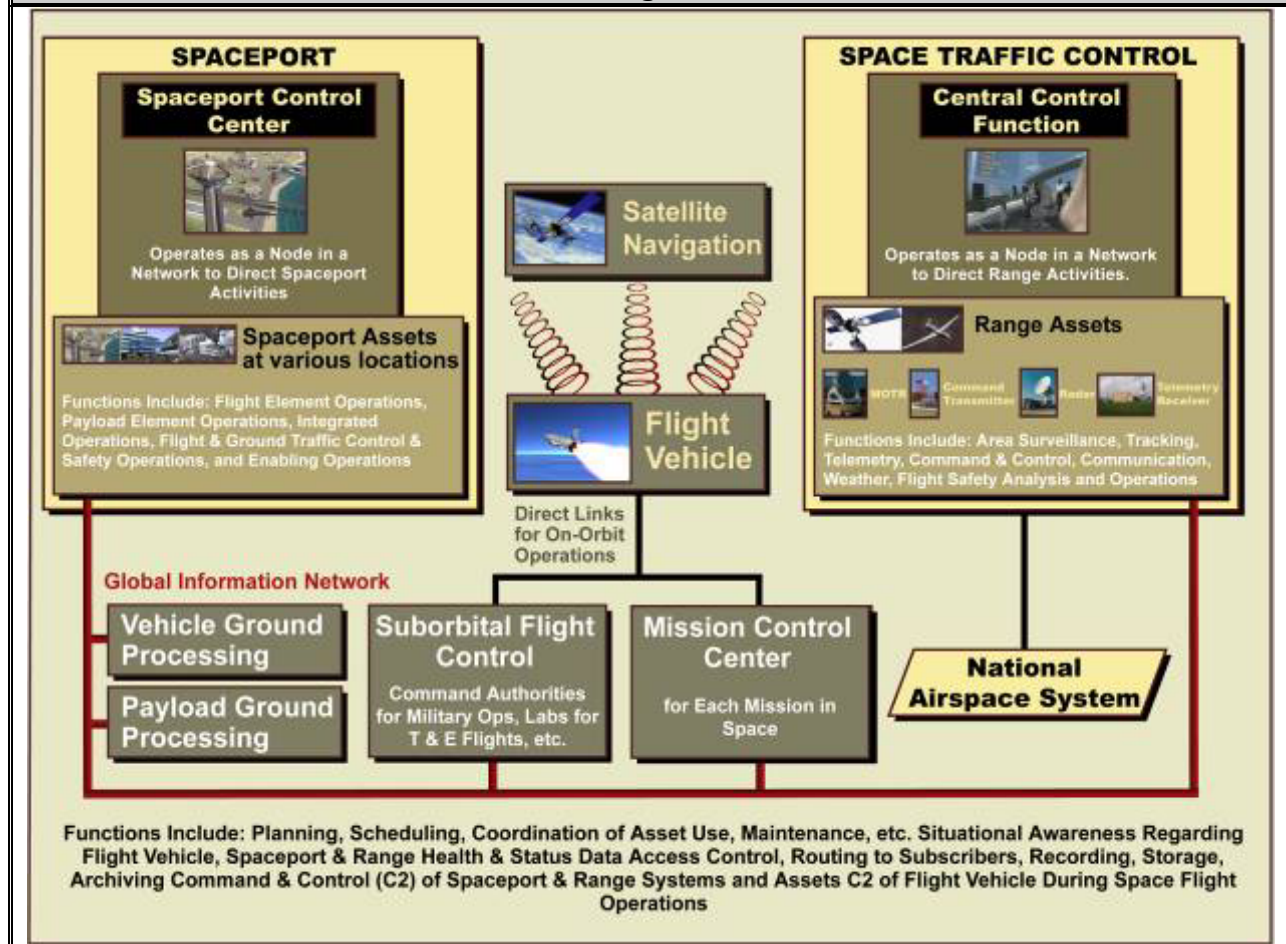 SPACEPORT
Spaceport Control
Center
Operates as a Node in a
Network to Direct Spaceport
Activities
Spaceport Assets
at various locations
Functions Include: Flight Element Operations,
Payload Element Operations, Integrated
Operations, Flight & Ground Traffic Control &
Safety Operations, and Enabling Operations
Satellite
Navigation
Flight
Vehicle
Direct Links
for On-Orbit
Operations
SPACE TRAFFIC CONTROL
Central Control
Function
Operates as a Node in a Network
to Direct Range Activities.
Range Assets
MOTR
Command
Transmitter
Radar
Telemetry
Receiver
Functions Include: Area Surveillance, Tracking,
Telemetry, Command & Control, Communication,
Weather, Flight Safety Analysis and Operations
Global Information Network
Vehicle Ground
Processing
Payload Ground
Processing
Suborbital Flight
Control
Command Authorities
for Military Ops, Labs for
T & E Flights, etc.
Mission Control
Center
for Each Mission in
Space
National
Airspace System
Functions Include: Planning, Scheduling, Coordination of Asset Use, Maintenance, etc. Situational Awareness Regarding
Flight Vehicle, Spaceport & Range Health & Status Data Access Control, Routing to Subscribers, Recording, Storage,
Archiving Command & Control (C2) of Spaceport & Range Systems and Assets C2 of Flight Vehicle During Space Flight
Operations